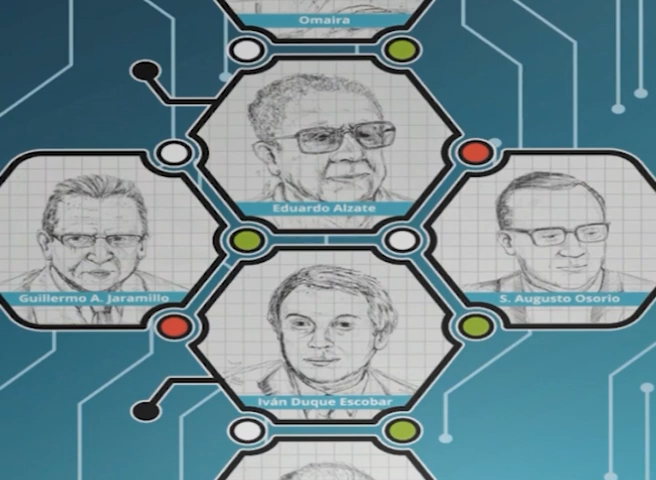 Omaira
Eduardo Alzate
Guillermo A. Jaramillo
S. Augusto Osorio
Iván Duque Escobar